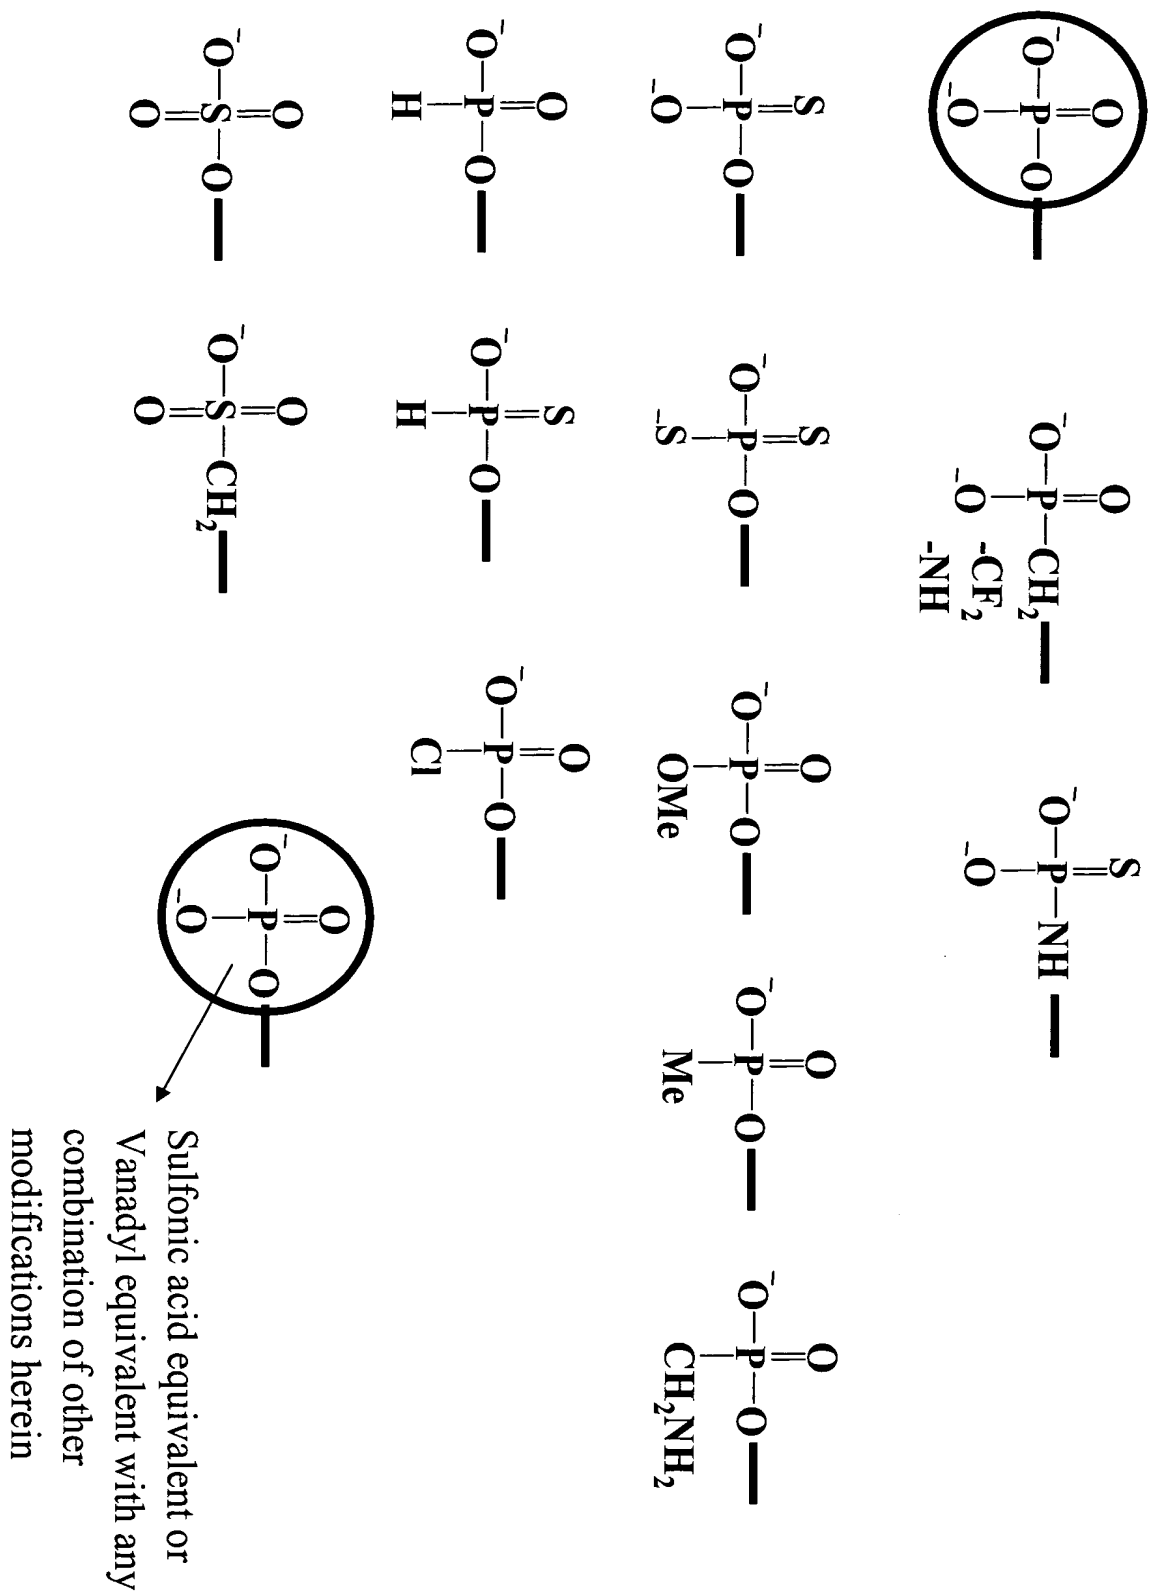 O O S
⁻O–P–O ⁻O–P–CH₂ ⁻O–P–NH
⁻O ⁻O -CF₂ ⁻O
-NH
S S O O O
⁻O–P–O ⁻O–P–O ⁻O–P–O ⁻O–P–O ⁻O–P–O
⁻O ⁻S OMe Me CH₂NH₂
O S O
⁻O–P–O ⁻O–P–O ⁻O–P–O
H H Cl
O O O
⁻O–S–O ⁻O–S–CH₂ ⁻O–P–O
O O ⁻O
Sulfonic acid equivalent or
Vanadyl equivalent with any
combination of other
modifications herein